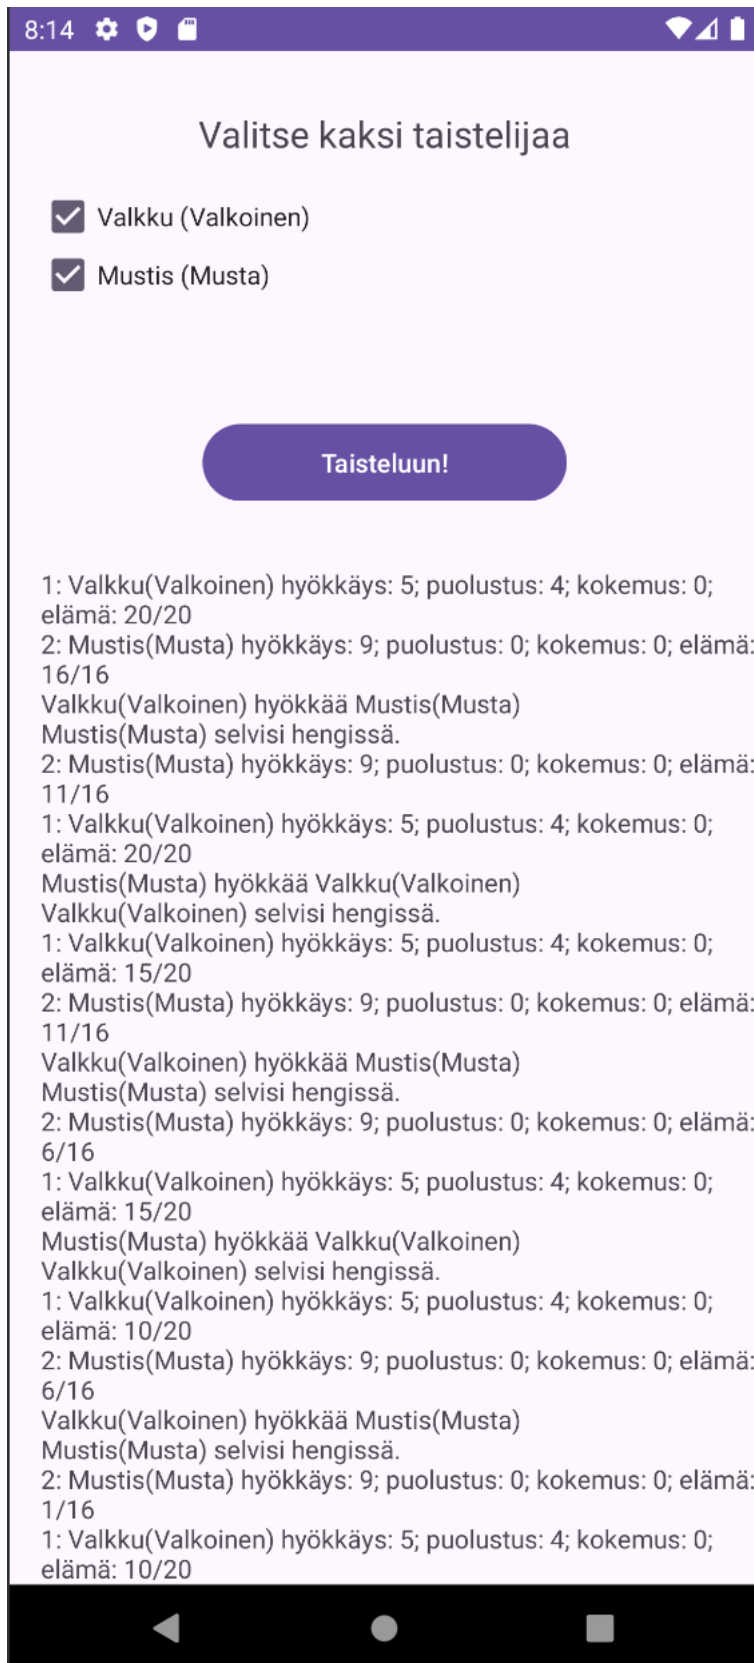 8:14
Valitse kaksi taistelijaa
Valkku (Valkoinen)
Mustis (Musta)
Taisteluun!
1: Valkku(Valkoinen) hyökkäys: 5; puolustus: 4; kokemus: 0;
elämä: 20/20
2: Mustis(Musta) hyökkäys: 9; puolustus: 0; kokemus: 0; elämä:
16/16
Valkku(Valkoinen) hyökkää Mustis(Musta)
Mustis(Musta) selvisi hengissä.
2: Mustis(Musta) hyökkäys: 9; puolustus: 0; kokemus: 0; elämä:
11/16
1: Valkku(Valkoinen) hyökkäys: 5; puolustus: 4; kokemus: 0;
elämä: 20/20
Mustis(Musta) hyökkää Valkku(Valkoinen)
Valkku(Valkoinen) selvisi hengissä.
1: Valkku(Valkoinen) hyökkäys: 5; puolustus: 4; kokemus: 0;
elämä: 15/20
2: Mustis(Musta) hyökkäys: 9; puolustus: 0; kokemus: 0; elämä:
11/16
Valkku(Valkoinen) hyökkää Mustis(Musta)
Mustis(Musta) selvisi hengissä.
2: Mustis(Musta) hyökkäys: 9; puolustus: 0; kokemus: 0; elämä:
6/16
1: Valkku(Valkoinen) hyökkäys: 5; puolustus: 4; kokemus: 0;
elämä: 15/20
Mustis(Musta) hyökkää Valkku(Valkoinen)
Valkku(Valkoinen) selvisi hengissä.
1: Valkku(Valkoinen) hyökkäys: 5; puolustus: 4; kokemus: 0;
elämä: 10/20
2: Mustis(Musta) hyökkäys: 9; puolustus: 0; kokemus: 0; elämä:
6/16
Valkku(Valkoinen) hyökkää Mustis(Musta)
Mustis(Musta) selvisi hengissä.
2: Mustis(Musta) hyökkäys: 9; puolustus: 0; kokemus: 0; elämä:
1/16
1: Valkku(Valkoinen) hyökkäys: 5; puolustus: 4; kokemus: 0;
elämä: 10/20